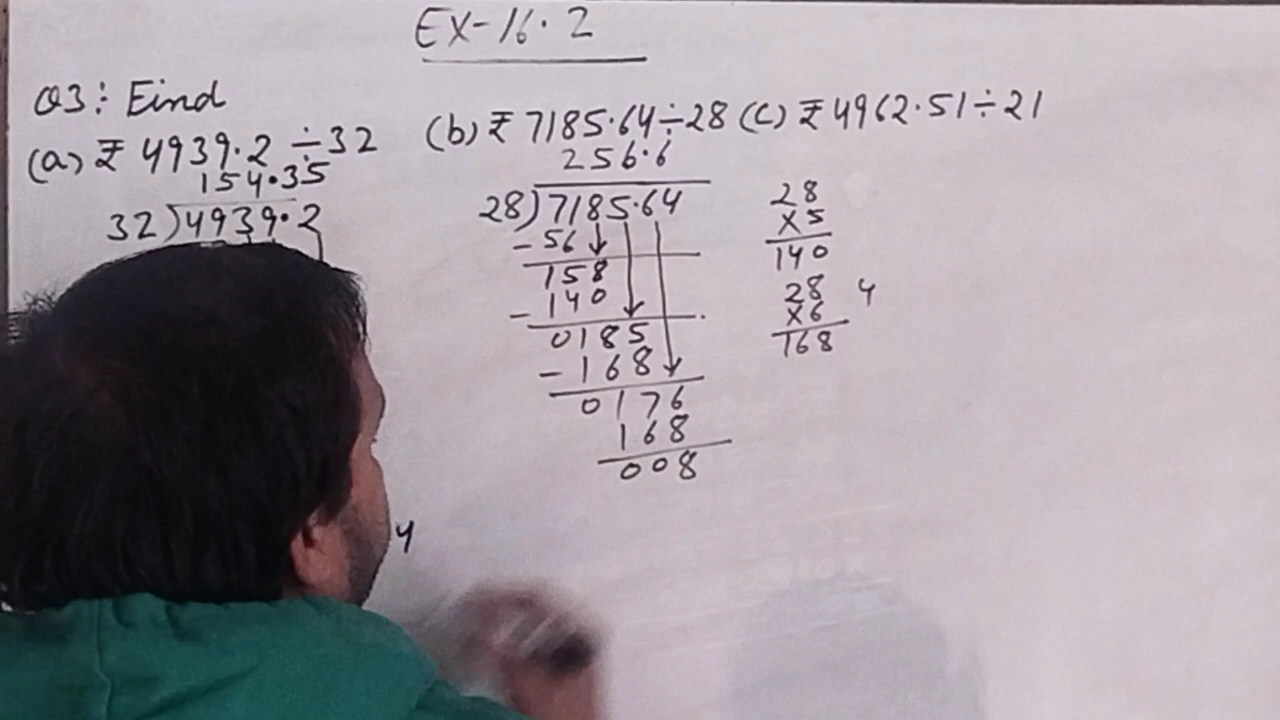 EX-16.2
Q3: Find
(a) ₹ 4939.2 ÷ 32
154.35
32)4939.2
(b) ₹ 7185.64 ÷ 28
256.6
28)7185.64
-56
158
-140
0185
-168
0176
168
008
(c) ₹ 4962.51 ÷ 21
28
x5
140
28 4
x6
168
4